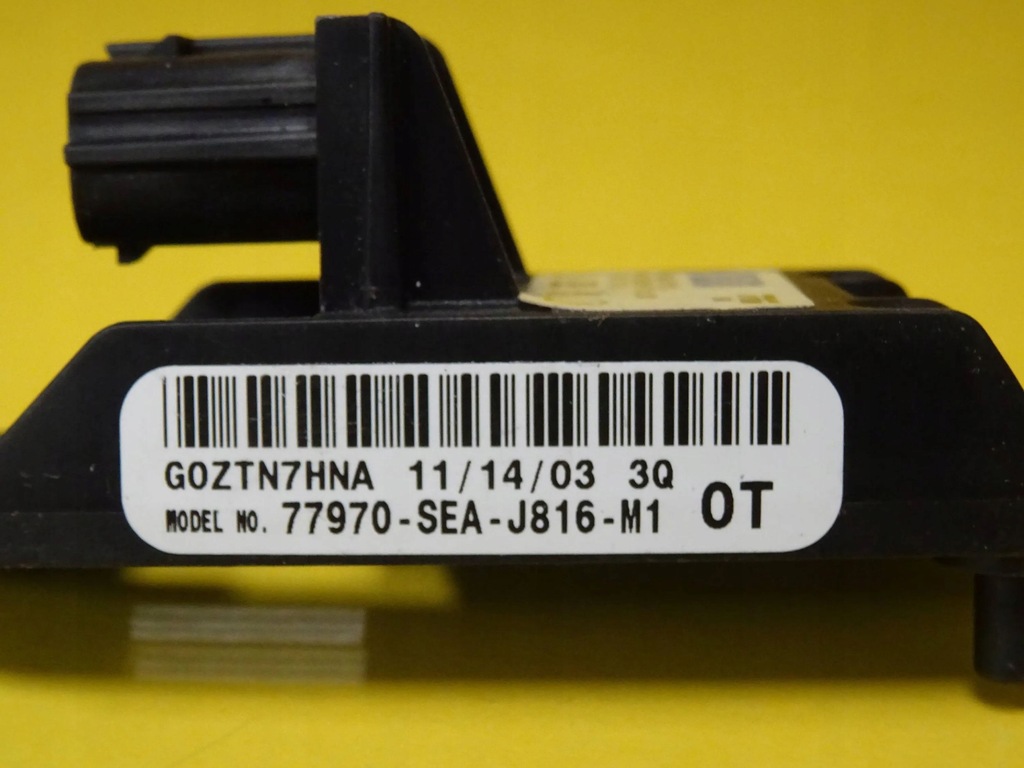 G0ZTN7HNA 11/14/03 3Q
MODEL NO. 77970-SEA-J816-M1 0T